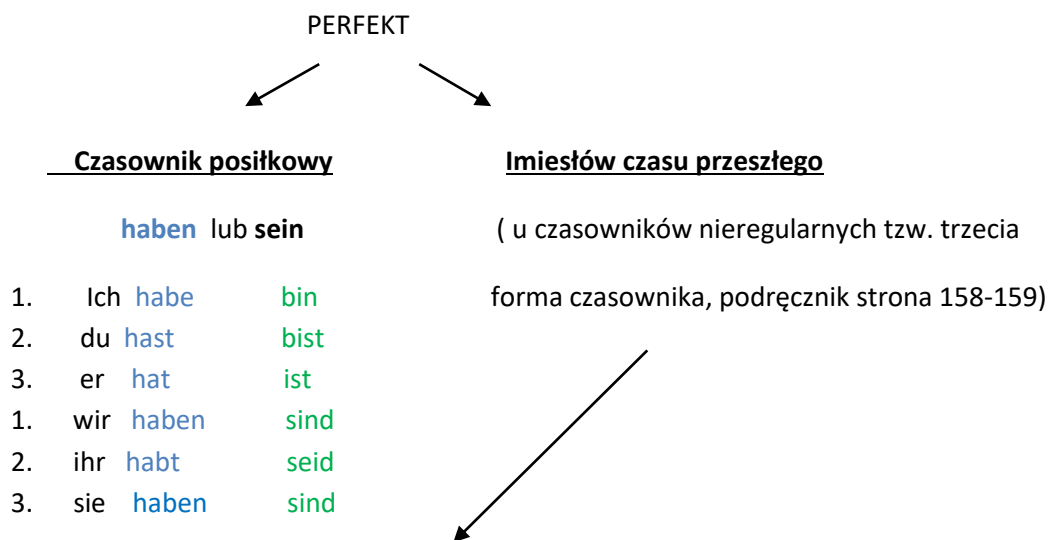 PERFEKT
Czasownik posiłkowy Imiesłów czasu przeszłego
haben lub sein ( u czasowników nieregularnych tzw. trzecia
1. Ich habe bin forma czasownika, podręcznik strona 158-159)
2. du hast bist
3. er hat ist
1. wir haben sind
2. ihr habt seid
3. sie haben sind